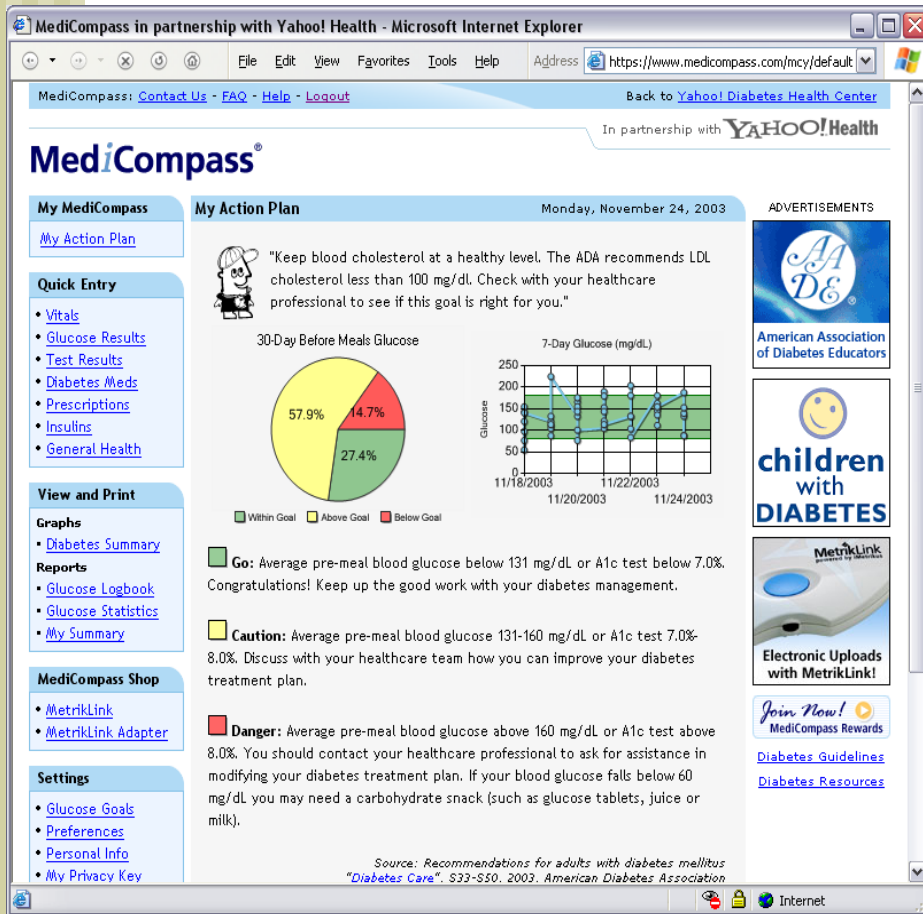 MediCompass in partnership with Yahoo! Health - Microsoft Internet Explorer
File Edit View Favorites Tools Help Address https://www.medicompass.com/mcy/default
MediCompass: Contact Us - FAQ - Help - Logout
Back to Yahoo! Diabetes Health Center
In partnership with YAHOO! Health
MediCompass®
My MediCompass
My Action Plan
Quick Entry
• Vitals
• Glucose Results
• Test Results
• Diabetes Meds
• Prescriptions
• Insulins
• General Health
View and Print
Graphs
• Diabetes Summary
Reports
• Glucose Logbook
• Glucose Statistics
• My Summary
MediCompass Shop
• MetrikLink
• MetrikLink Adapter
Settings
• Glucose Goals
• Preferences
• Personal Info
• My Privacy Key
My Action Plan
Monday, November 24, 2003
"Keep blood cholesterol at a healthy level. The ADA recommends LDL
cholesterol less than 100 mg/dl. Check with your healthcare
professional to see if this goal is right for you."
30-Day Before Meals Glucose
57.9%
14.7%
27.4%
Within Goal Above Goal Below Goal
7-Day Glucose (mg/dL)
Glucose
250
200
150
100
50
0
11/18/2003
11/20/2003
11/22/2003
11/24/2003
Go: Average pre-meal blood glucose below 131 mg/dL or A1c test below 7.0%.
Congratulations! Keep up the good work with your diabetes management.
Caution: Average pre-meal blood glucose 131-160 mg/dL or A1c test 7.0%-
8.0%. Discuss with your healthcare team how you can improve your diabetes
treatment plan.
Danger: Average pre-meal blood glucose above 160 mg/dL or A1c test above
8.0%. You should contact your healthcare professional to ask for assistance in
modifying your diabetes treatment plan. If your blood glucose falls below 60
mg/dL you may need a carbohydrate snack (such as glucose tablets, juice or
milk).
Source: Recommendations for adults with diabetes mellitus
"Diabetes Care". S33-S50. 2003. American Diabetes Association
ADVERTISEMENTS
AADE®
American Association
of Diabetes Educators
children
with
DIABETES
MetrikLink
powered by iMetrikus
Electronic Uploads
with MetrikLink!
Join Now!
MediCompass Rewards
Diabetes Guidelines
Diabetes Resources
Internet